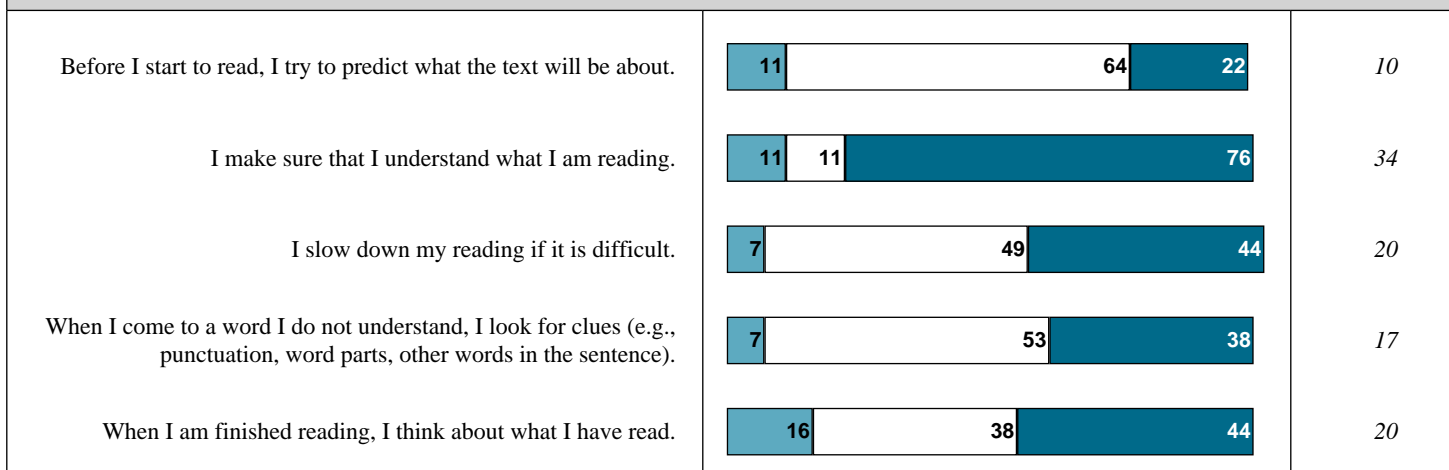 Before I start to read, I try to predict what the text will be about. 11 64 22 10
I make sure that I understand what I am reading. 11 11 76 34
I slow down my reading if it is difficult. 7 49 44 20
When I come to a word I do not understand, I look for clues (e.g.,
punctuation, word parts, other words in the sentence). 7 53 38 17
When I am finished reading, I think about what I have read. 16 38 44 20